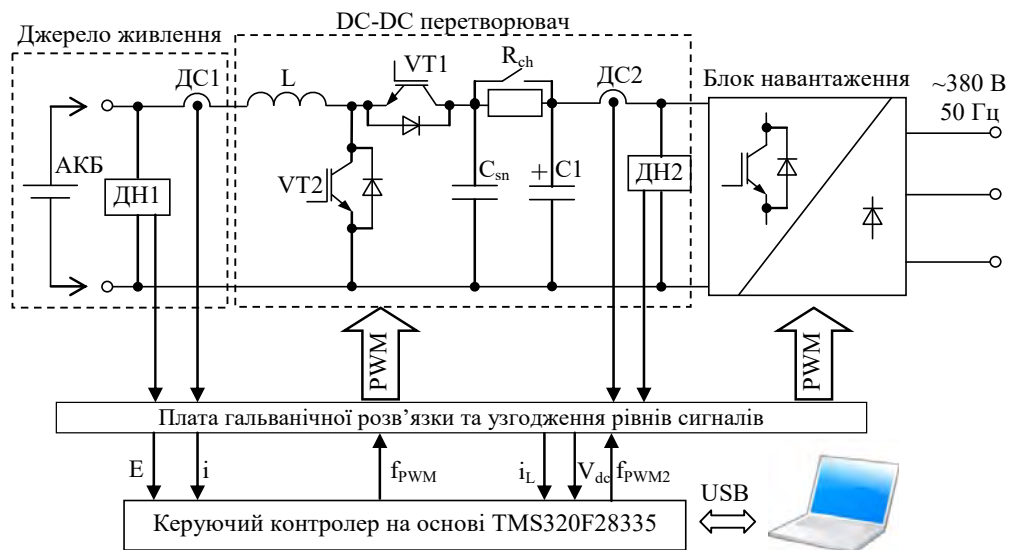 DC-DC перетворювач
Джерело живлення
ДС1
L
VT1
R_ch
ДС2
Блок навантаження
~380 В
50 Гц
АКБ
ДН1
VT2
C_sn
+ C1
ДН2
PWM
PWM
Плата гальванічної розв’язки та узгодження рівнів сигналів
E
i
f_PWM
i_L
V_dc
f_PWM2
USB
Керуючий контролер на основі TMS320F28335